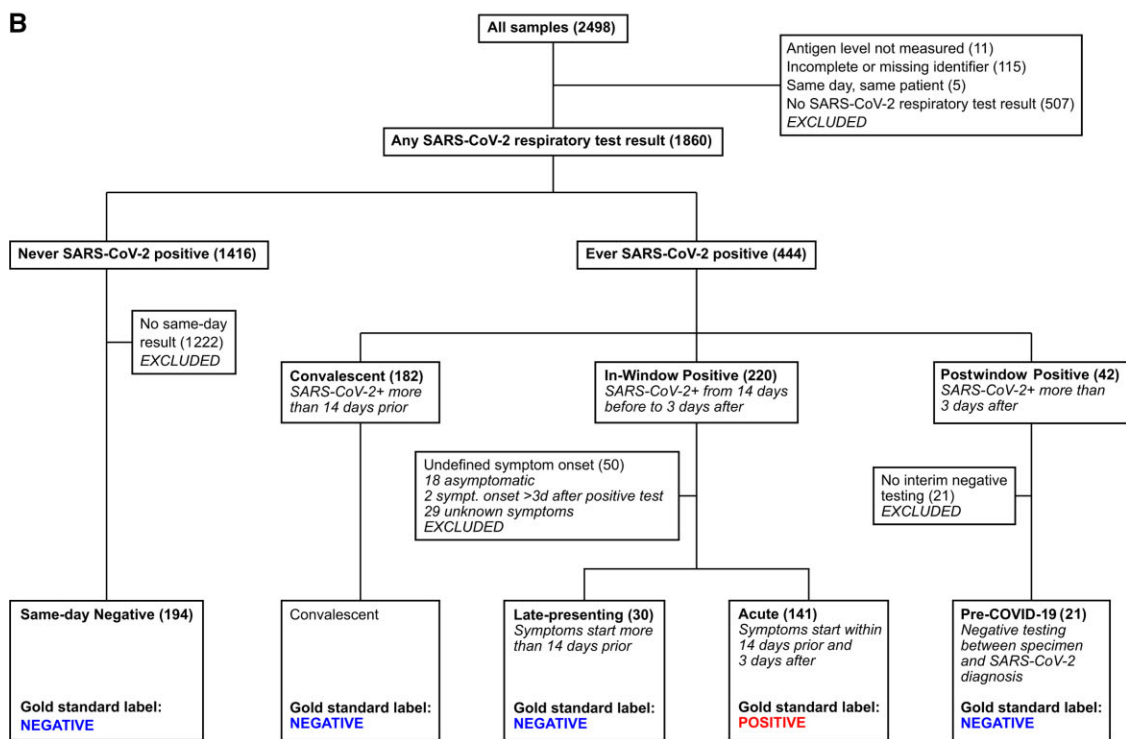 B
All samples (2498)
Antigen level not measured (11)
Incomplete or missing identifier (115)
Same day, same patient (5)
No SARS-CoV-2 respiratory test result (507)
EXCLUDED
Any SARS-CoV-2 respiratory test result (1860)
Never SARS-CoV-2 positive (1416)
Ever SARS-CoV-2 positive (444)
No same-day
result (1222)
EXCLUDED
Convalescent (182)
SARS-CoV-2+ more
than 14 days prior
In-Window Positive (220)
SARS-CoV-2+ from 14 days
before to 3 days after
Postwindow Positive (42)
SARS-CoV-2+ more than
3 days after
Undefined symptom onset (50)
18 asymptomatic
2 sympt. onset >3d after positive test
29 unknown symptoms
EXCLUDED
No interim negative
testing (21)
EXCLUDED
Same-day Negative (194)
Gold standard label:
NEGATIVE
Convalescent
Gold standard label:
NEGATIVE
Late-presenting (30)
Symptoms start more
than 14 days prior
Gold standard label:
NEGATIVE
Acute (141)
Symptoms start within
14 days prior and
3 days after
Gold standard label:
POSITIVE
Pre-COVID-19 (21)
Negative testing
between specimen
and SARS-CoV-2
diagnosis
Gold standard label:
NEGATIVE